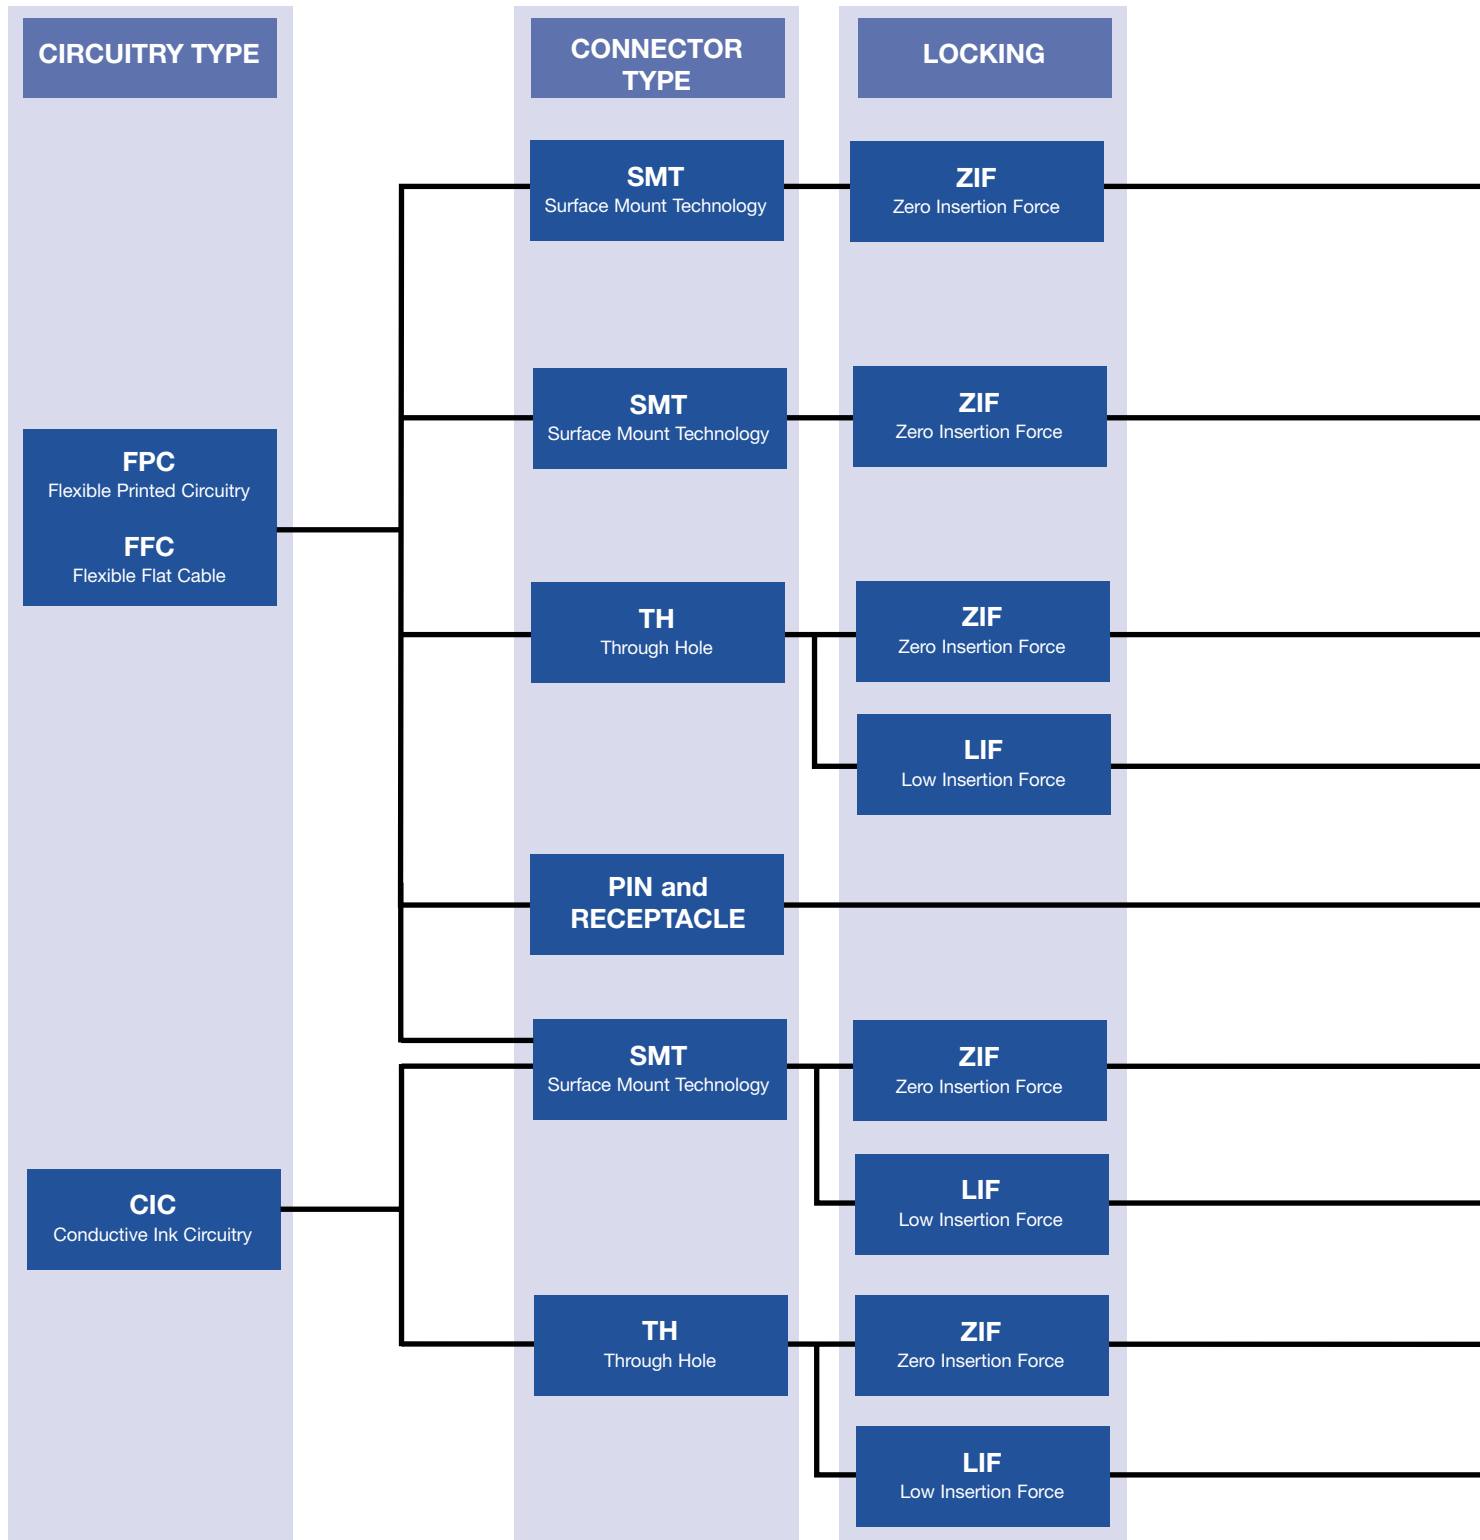 CIRCUITRY TYPE
CONNECTOR
TYPE
LOCKING
SMT
Surface Mount Technology
ZIF
Zero Insertion Force
SMT
Surface Mount Technology
ZIF
Zero Insertion Force
FPC
Flexible Printed Circuitry
FFC
Flexible Flat Cable
TH
Through Hole
ZIF
Zero Insertion Force
LIF
Low Insertion Force
PIN and
RECEPTACLE
SMT
Surface Mount Technology
ZIF
Zero Insertion Force
CIC
Conductive Ink Circuitry
LIF
Low Insertion Force
TH
Through Hole
ZIF
Zero Insertion Force
LIF
Low Insertion Force